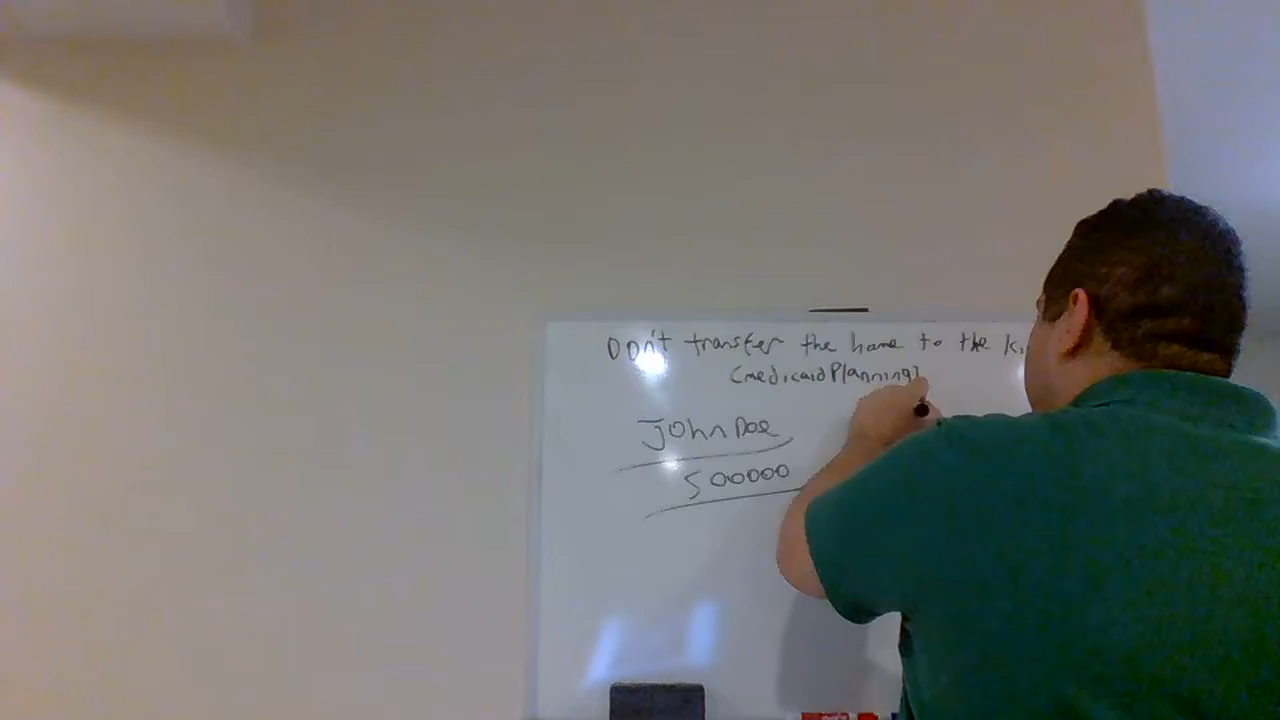 Don't transfer the home to the
(medicaid Planning)
John Doe
500000